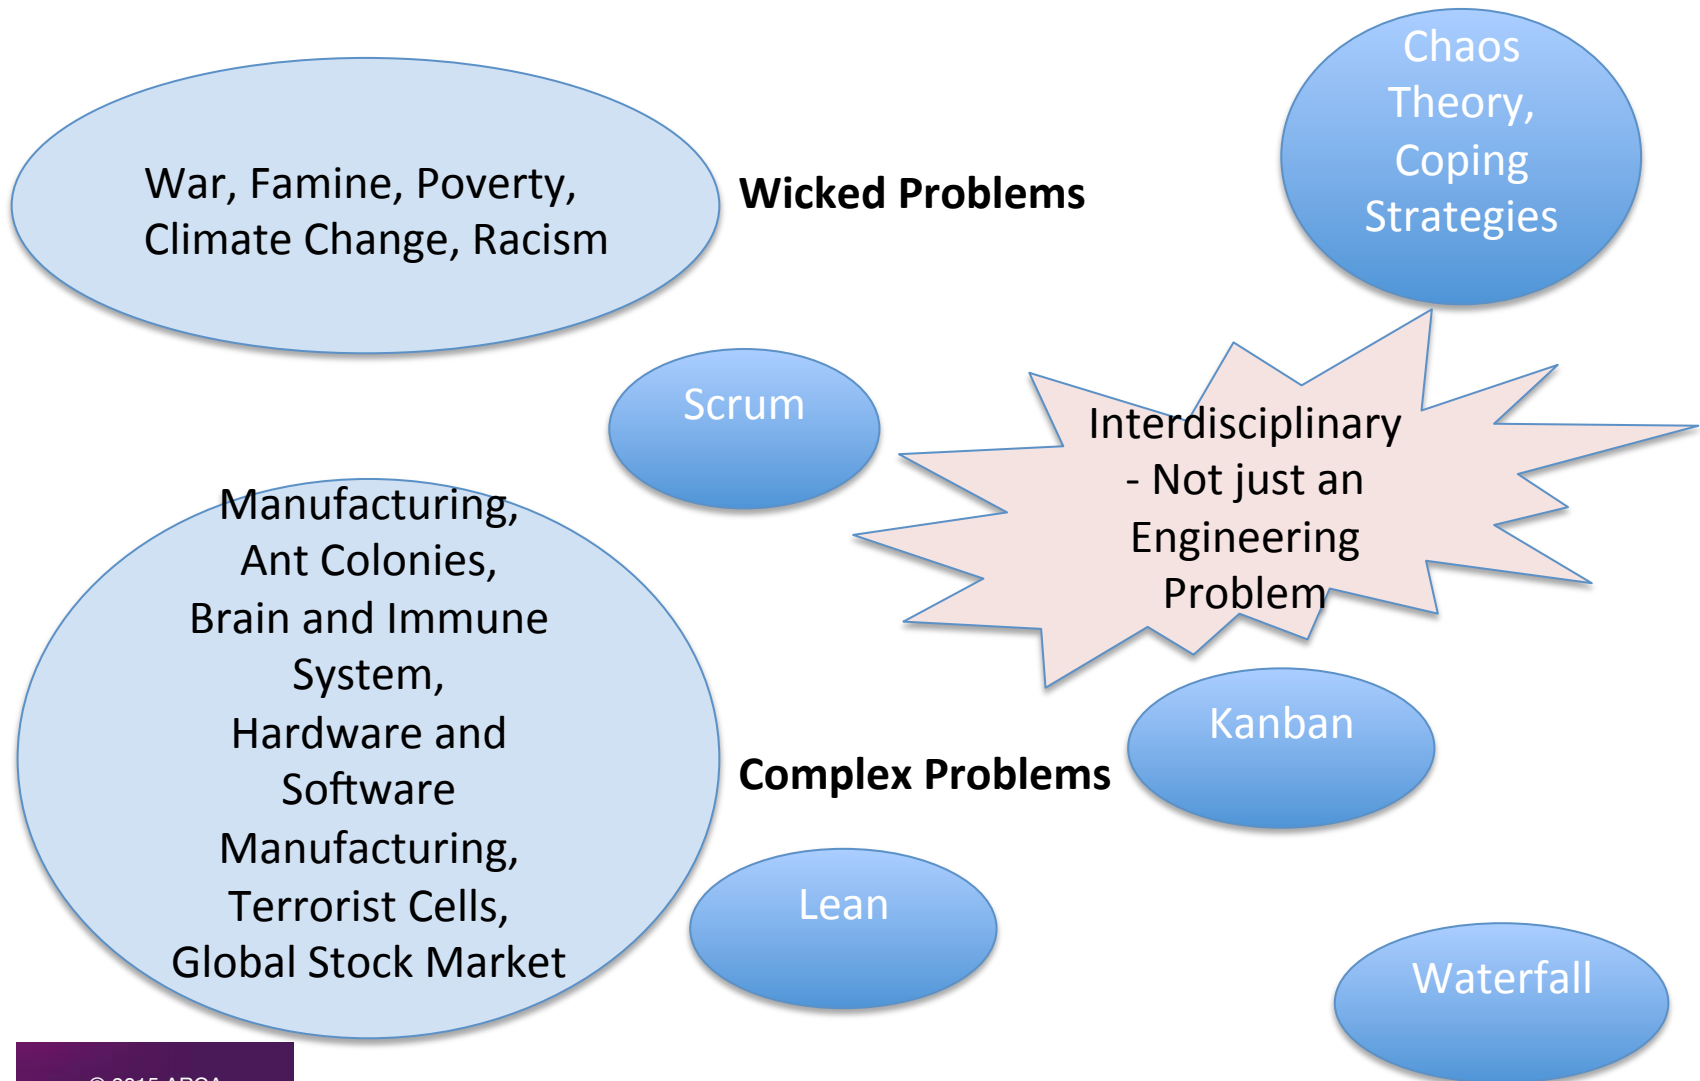 War, Famine, Poverty,
Climate Change, Racism
Wicked Problems
Chaos
Theory,
Coping
Strategies
Scrum
Interdisciplinary
- Not just an
Engineering
Problem
Manufacturing,
Ant Colonies,
Brain and Immune
System,
Hardware and
Software
Manufacturing,
Terrorist Cells,
Global Stock Market
Complex Problems
Kanban
Lean
Waterfall
© 2015 ARCA